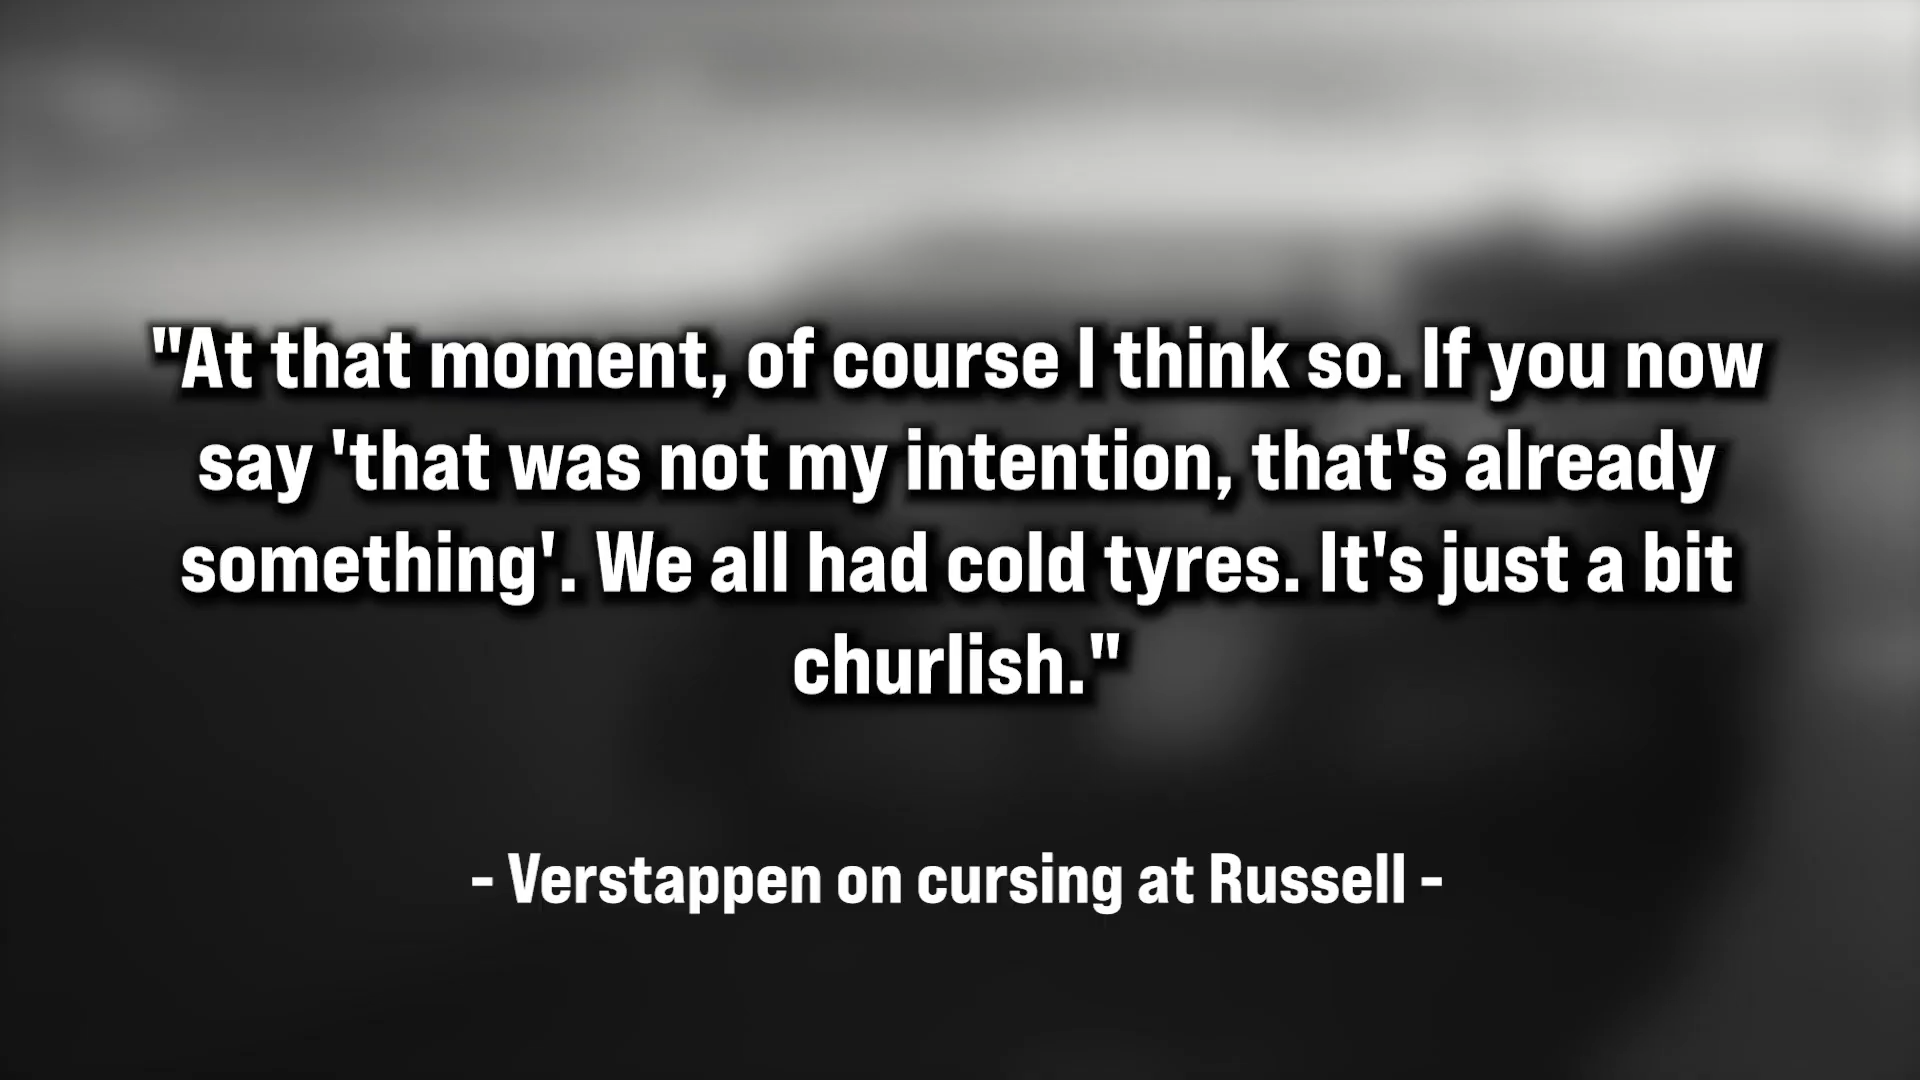 "At that moment, of course I think so. If you now
say 'that was not my intention, that's already
something'. We all had cold tyres. It's just a bit
churlish."
- Verstappen on cursing at Russell -